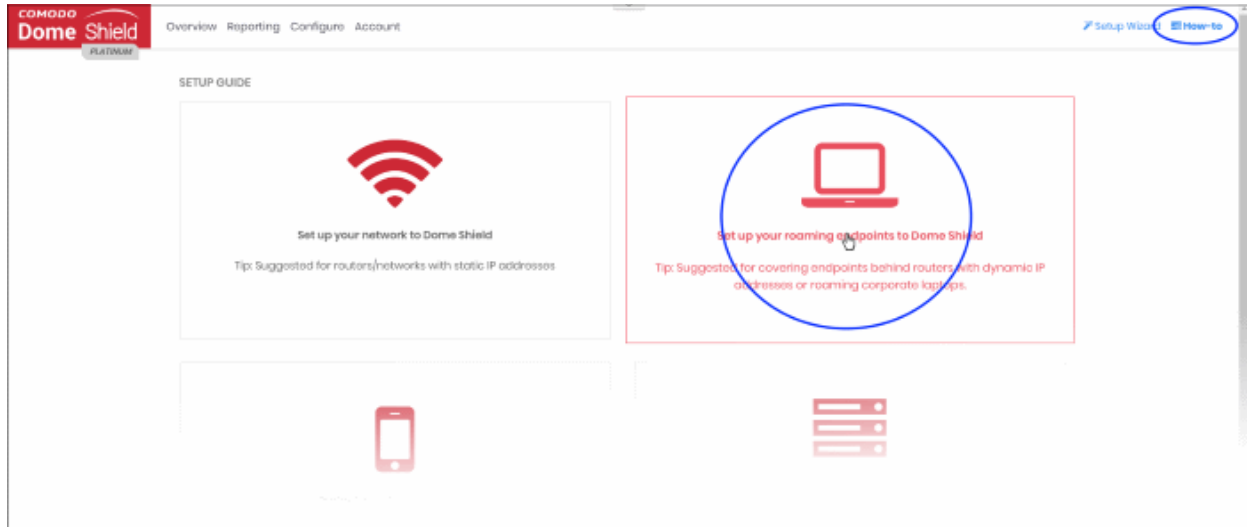 COMODO
Dome Shield
PLATINUM
Overview Reporting Configure Account
Setup Wizard How-to
SETUP GUIDE
Set up your network to Dome Shield
Tip: Suggested for routers/networks with static IP addresses
Set up your roaming endpoints to Dome Shield
Tip: Suggested for covering endpoints behind routers with dynamic IP
addresses or roaming corporate laptops.